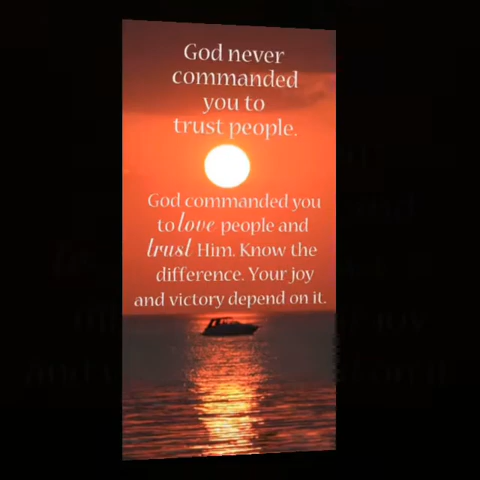 God never
commanded
you to
trust people.
God commanded you
to love people and
trust Him. Know the
difference. Your joy
and victory depend on it.